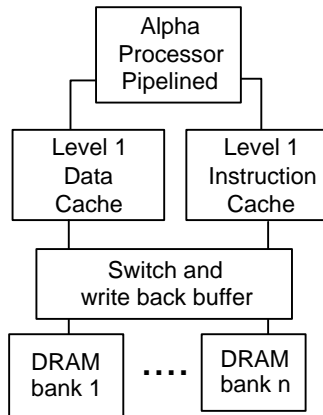 Alpha
Processor
Pipelined
Level 1
Data
Cache
Level 1
Instruction
Cache
Switch and
write back buffer
DRAM
bank 1
....
DRAM
bank n